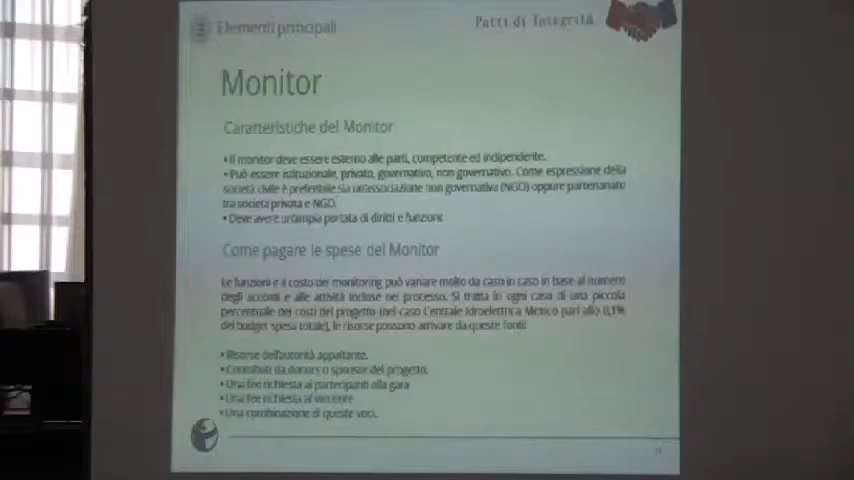 Elementi principali
Patti di Integrità
Monitor
Caratteristiche del Monitor
• Il monitor deve essere esterno alle parti, competente ed indipendente.
• Può essere istituzionale, privato, governativo, non governativo. Come espressione della
società civile è preferibile sia un'associazione non governativa (NGO) oppure partenariato
tra società privata e NGO.
• Deve avere un'ampia portata di diritti e funzioni
Come pagare le spese del Monitor
Le funzioni e il costo del monitoring può variare molto da caso in caso in base al numero
degli accordi e alle attività incluse nel processo. Si tratta in ogni caso di una piccola
percentuale dei costi del progetto (nel caso Centrale Idroelettrica Mexico pari allo 0,1%
del budget spesa totale), le risorse possono arrivare da queste fonti:
• Risorse dell'autorità appaltante.
• Contributi da donors o sponsor del progetto.
• Una fee richiesta ai partecipanti alla gara
• Una fee richiesta al vincitore
• Una combinazione di queste voci.